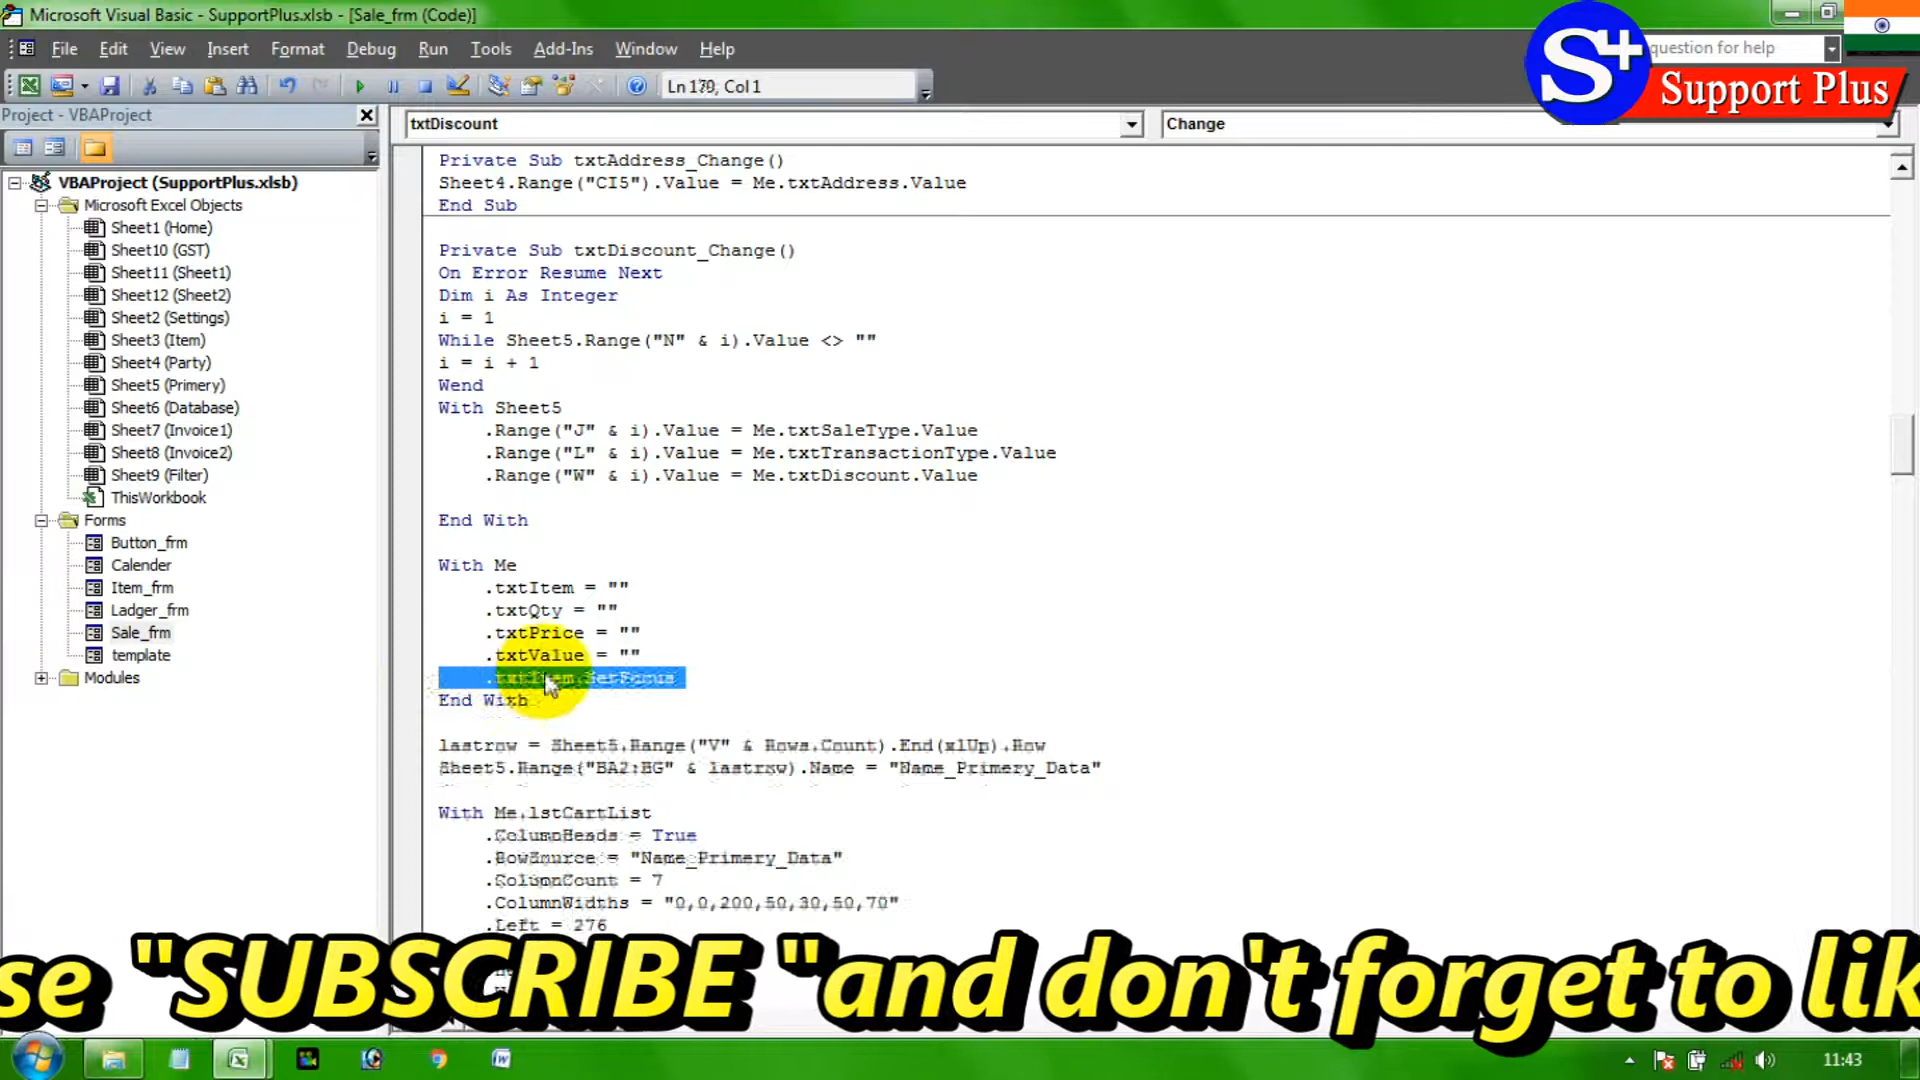 Microsoft Visual Basic - SupportPlus.xlsb - [Sale_frm (Code)]
File Edit View Insert Format Debug Run Tools Add-Ins Window Help
question for help
Ln 170, Col 1
S+
Support Plus
Project - VBAProject
txtDiscount
Change
VBAProject (SupportPlus.xlsb)
Microsoft Excel Objects
Sheet1 (Home)
Sheet10 (GST)
Sheet11 (Sheet1)
Sheet12 (Sheet2)
Sheet2 (Settings)
Sheet3 (Item)
Sheet4 (Party)
Sheet5 (Primery)
Sheet6 (Database)
Sheet7 (Invoice1)
Sheet8 (Invoice2)
Sheet9 (Filter)
ThisWorkbook
Forms
Button_frm
Calender
Item_frm
Ladger_frm
Sale_frm
template
Modules
Private Sub txtAddress_Change()
Sheet4.Range("CI5").Value = Me.txtAddress.Value
End Sub
Private Sub txtDiscount_Change()
On Error Resume Next
Dim i As Integer
i = 1
While Sheet5.Range("N" & i).Value <> ""
i = i + 1
Wend
With Sheet5
.Range("J" & i).Value = Me.txtSaleType.Value
.Range("L" & i).Value = Me.txtTransactionType.Value
.Range("W" & i).Value = Me.txtDiscount.Value
End With
With Me
.txtItem = ""
.txtQty = ""
.txtPrice = ""
.txtValue = ""
.txtItem.SetFocus
End With
lastrow = Sheet5.Range("V" & Rows.Count).End(xlUp).Row
Sheet5.Range("BA2:BG" & lastrow).Name = "Name_Primery_Data"
With Me.lstCartList
.ColumnHeads = True
.RowSource = "Name_Primery_Data"
.ColumnCount = 7
.ColumnWidths = "0,0,200,50,30,50,70"
.Left = 276
se "SUBSCRIBE "and don't forget to lik
11:43